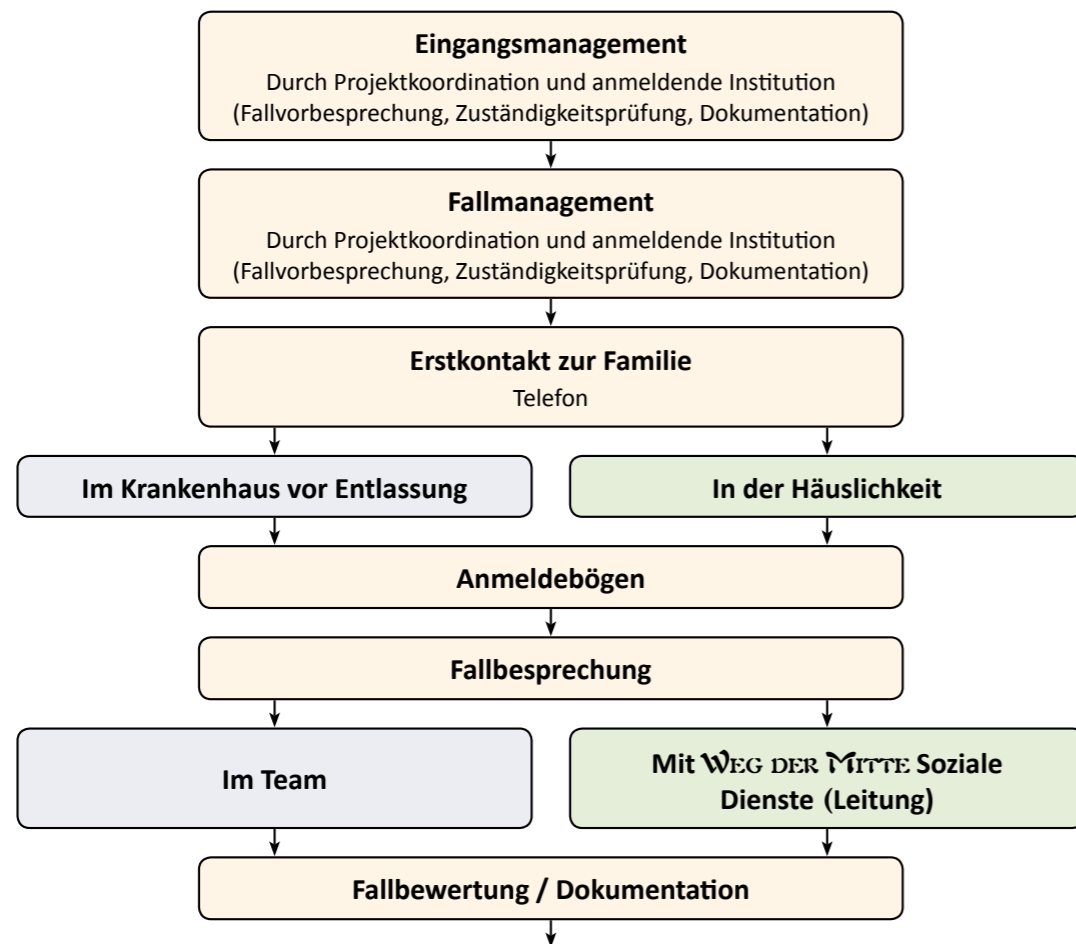 Eingangsmanagement
Durch Projektkoordination und anmeldende Institution
(Fallvorbesprechung, Zuständigkeitsprüfung, Dokumentation)
Fallmanagement
Durch Projektkoordination und anmeldende Institution
(Fallvorbesprechung, Zuständigkeitsprüfung, Dokumentation)
Erstkontakt zur Familie
Telefon
Im Krankenhaus vor Entlassung
In der Häuslichkeit
Anmeldebögen
Fallbesprechung
Im Team
Mit WEG DER MITTE Soziale
Dienste (Leitung)
Fallbewertung / Dokumentation